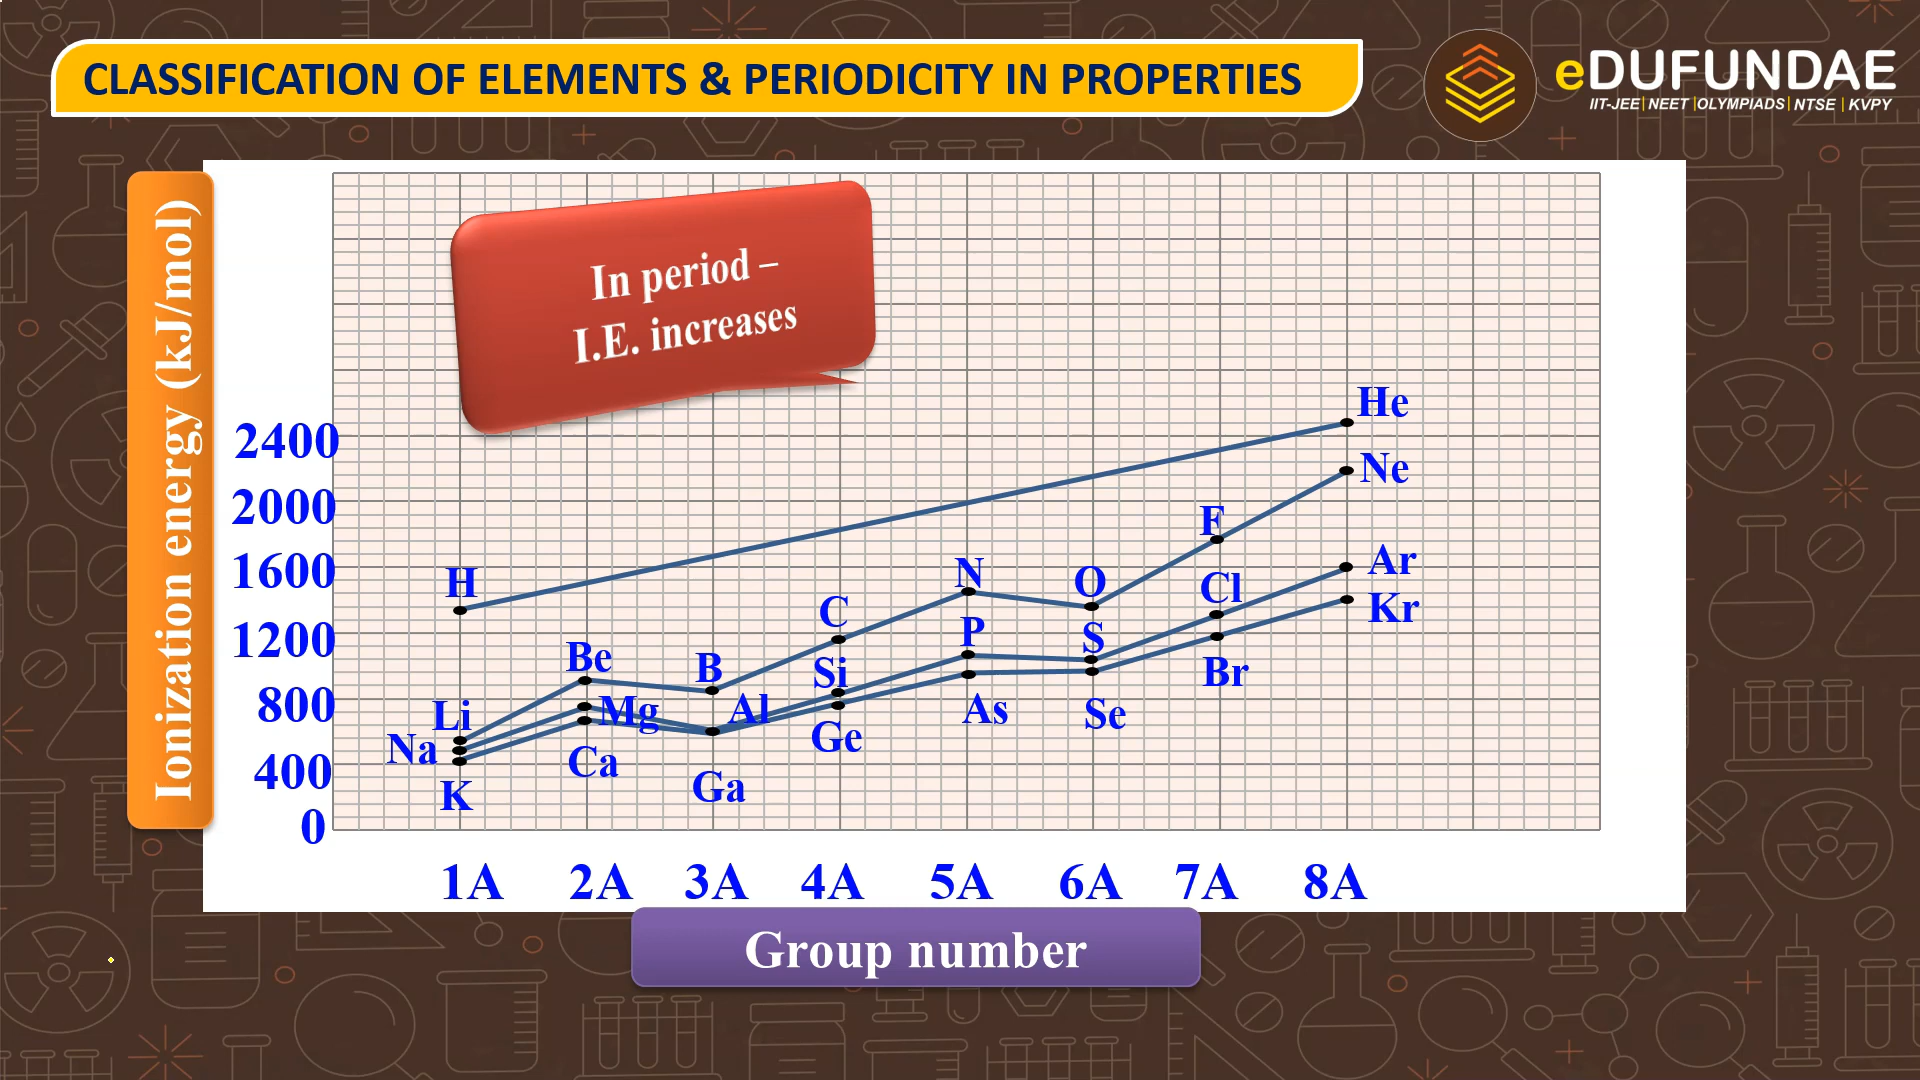 CLASSIFICATION OF ELEMENTS & PERIODICITY IN PROPERTIES
eDUFUNDAE
IIT-JEE| NEET |OLYMPIADS| NTSE | KVPY
Ionization energy (kJ/mol)
In period –
I.E. increases
2400
2000
1600
1200
800
400
0
He
Ne
F
Ar
H
N
O
Cl
Kr
C
P
S
Be
B
Si
Br
Li
Mg
Al
As
Se
Na
Ge
Ca
K
Ga
1A 2A 3A 4A 5A 6A 7A 8A
Group number